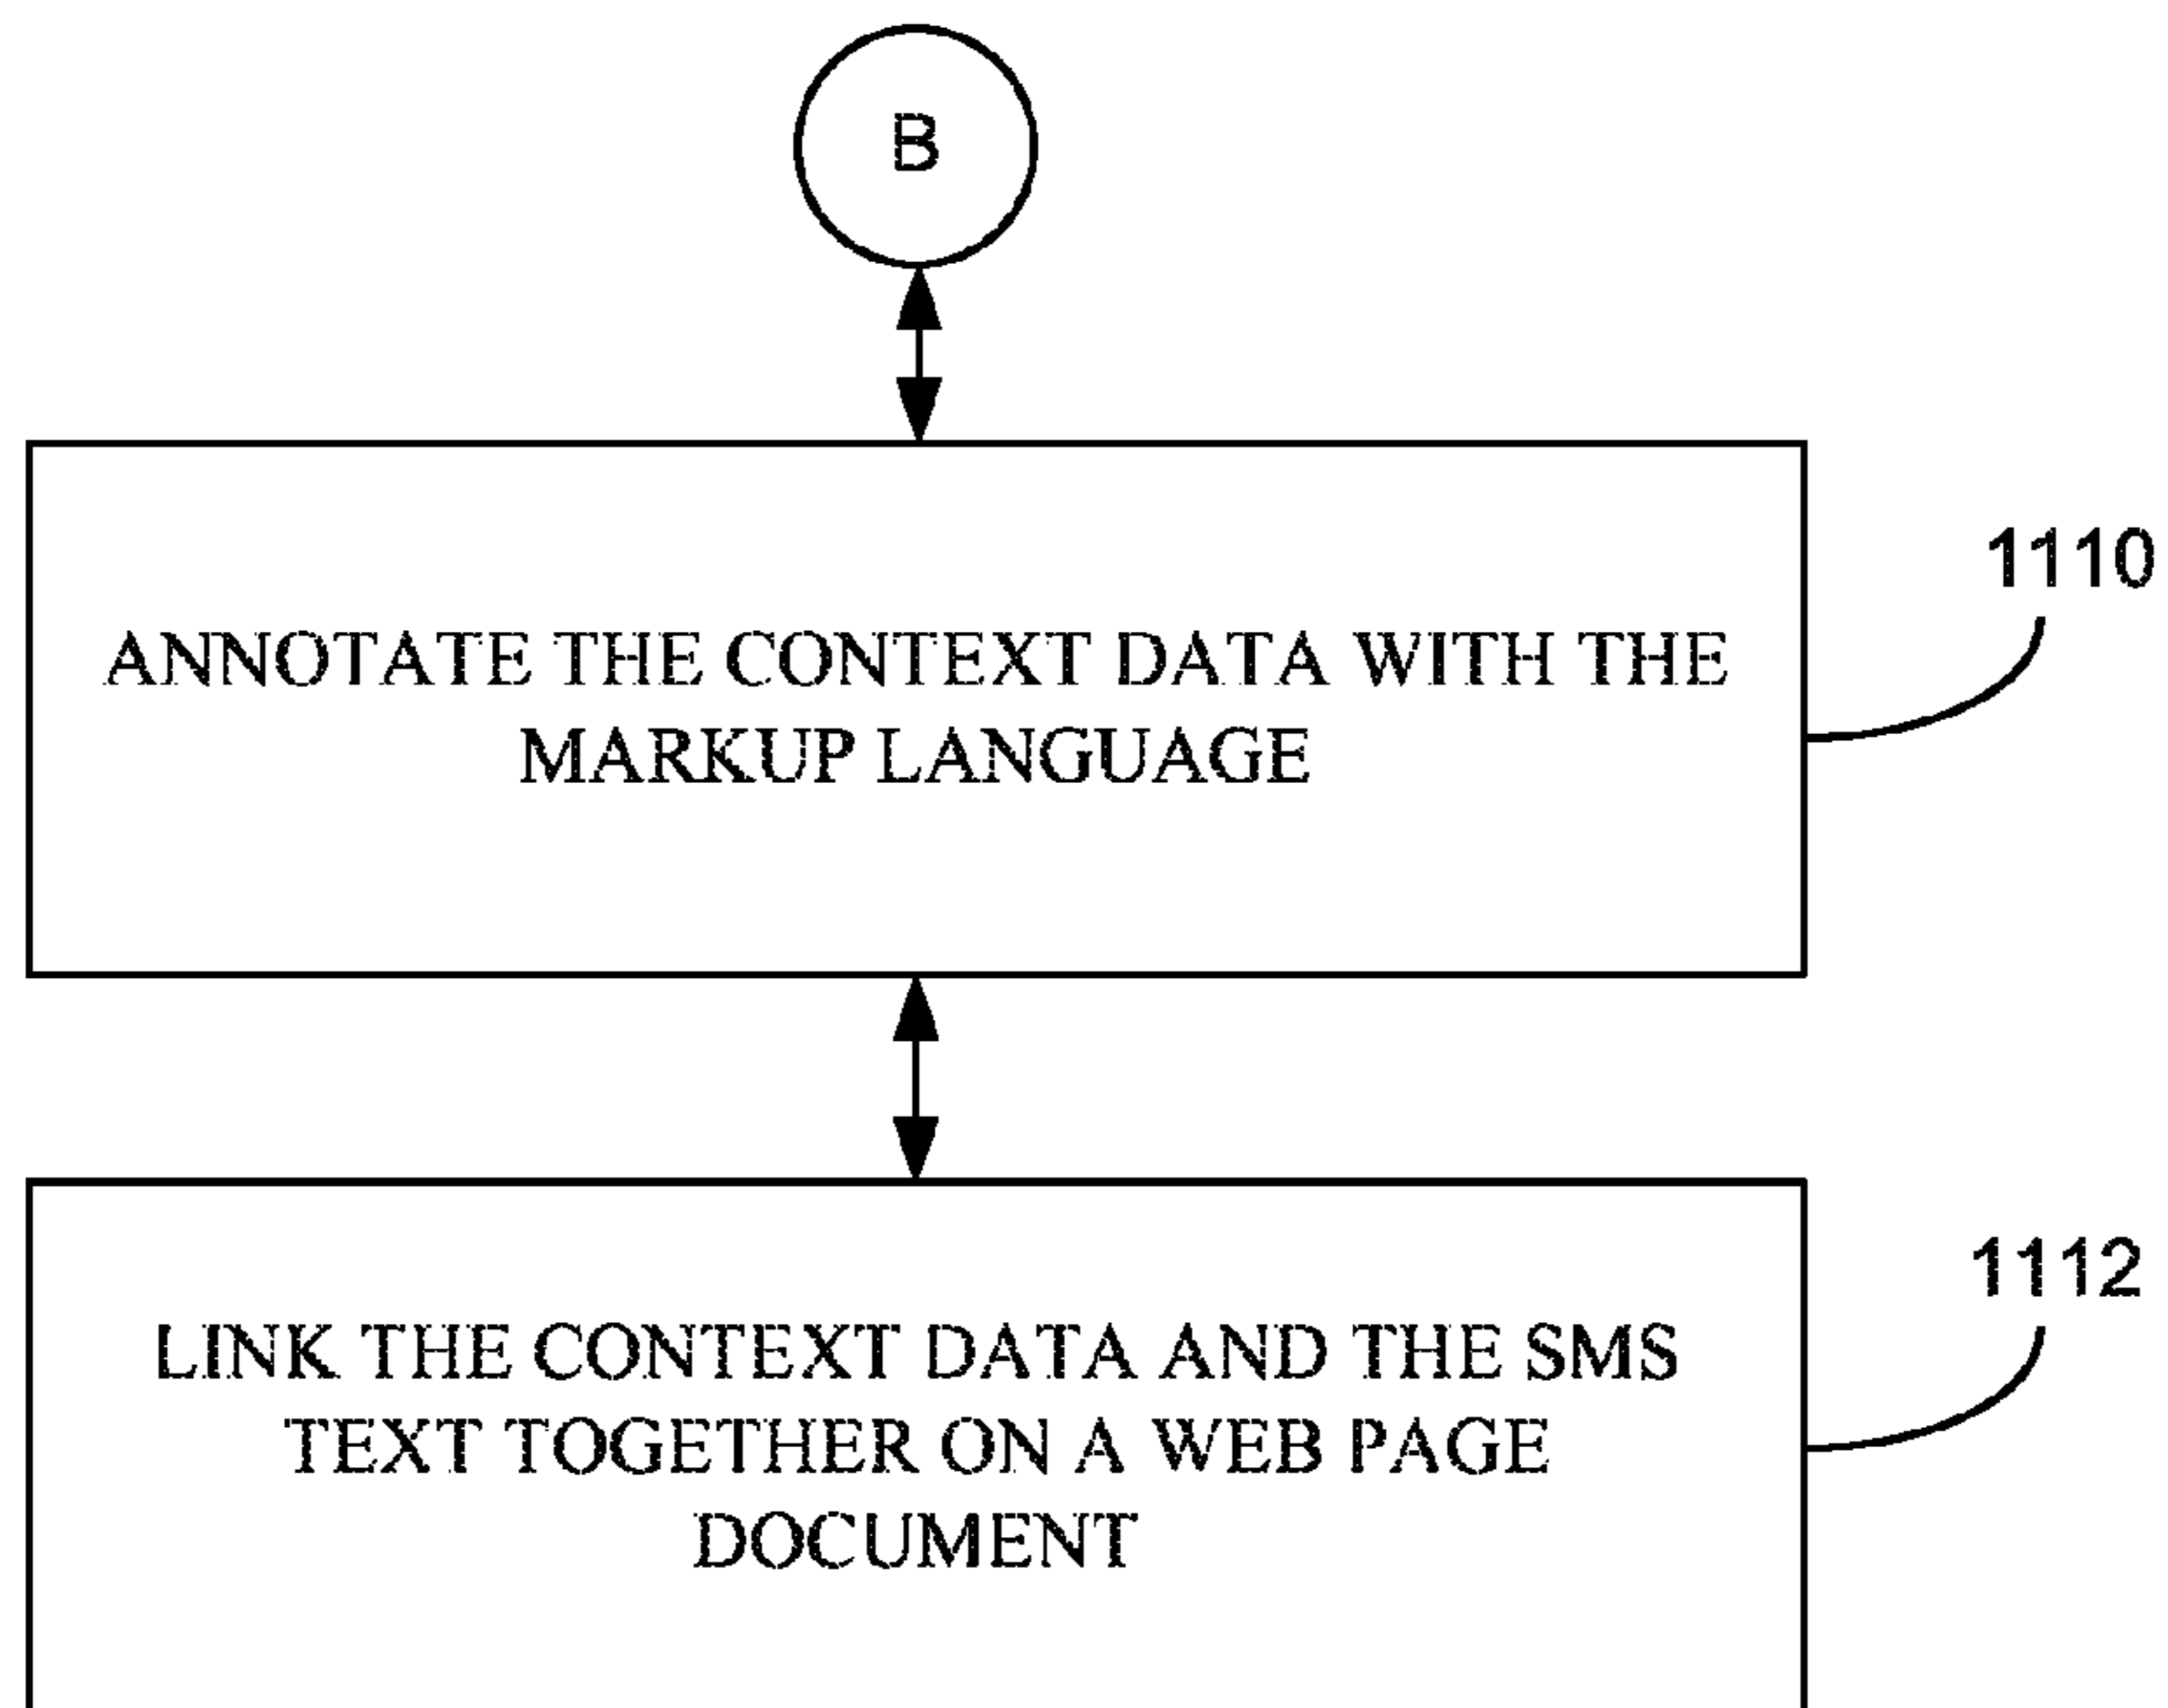 B
1110
ANNOTATE THE CONTEXT DATA WITH THE
MARKUP LANGUAGE
1112
LINK THE CONTEXT DATA AND THE SMS
TEXT TOGETHER ON A WEB PAGE
DOCUMENT